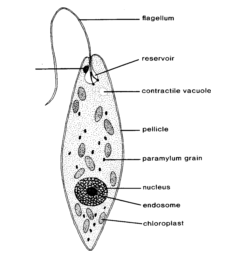 flagellum
reservoir
contractile vacuole
pellicle
paramylum grain
nucleus
endosome
chloroplast